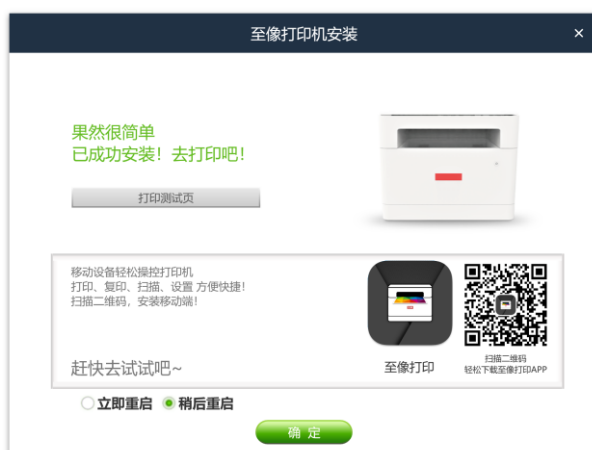 至像打印机安装
果然很简单
已成功安装！去打印吧！
打印测试页
移动设备轻松操控打印机
打印、复印、扫描、设置 方便快捷！
扫描二维码，安装移动端！
赶快去试试吧~
至像打印
扫描二维码
轻松下载至像打印APP
立即重启 稍后重启
确 定